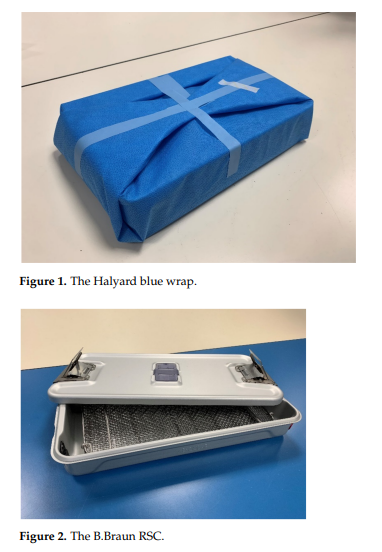 Figure 1. The Halyard blue wrap.
Figure 2. The B.Braun RSC.